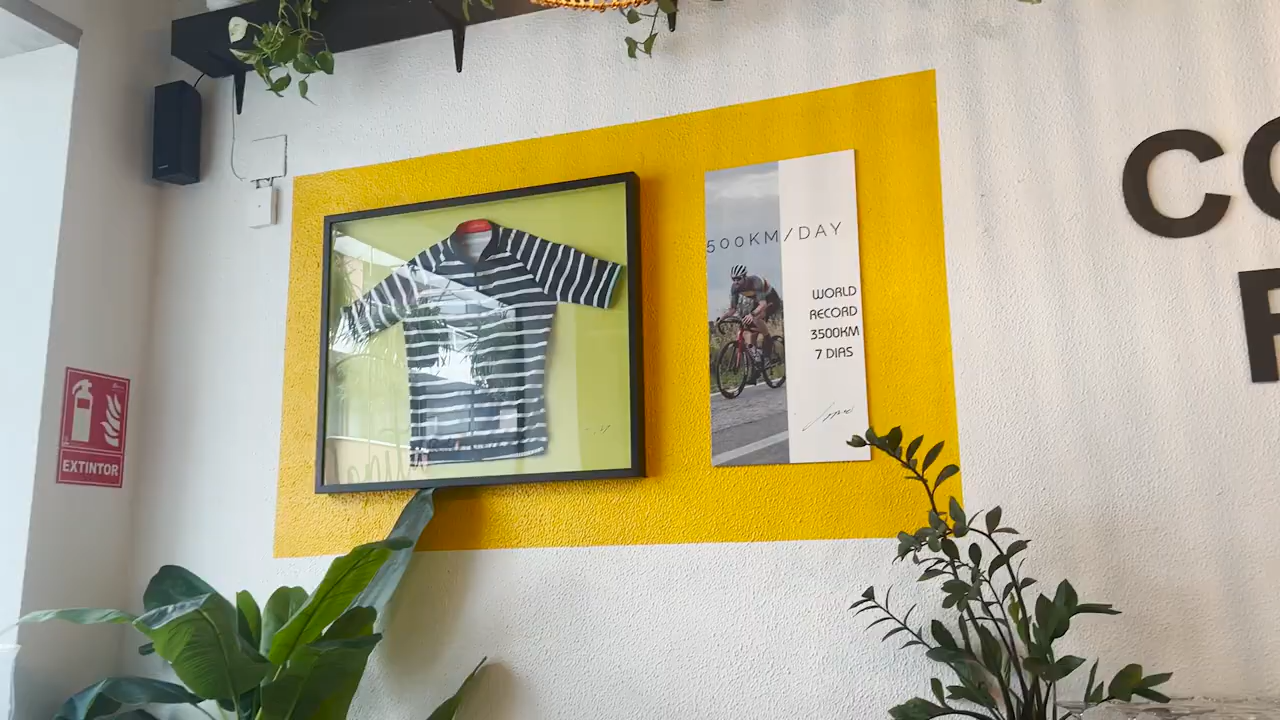 EXTINTOR
500KM/DAY
WORLD
RECORD
3500KM
7 DIAS